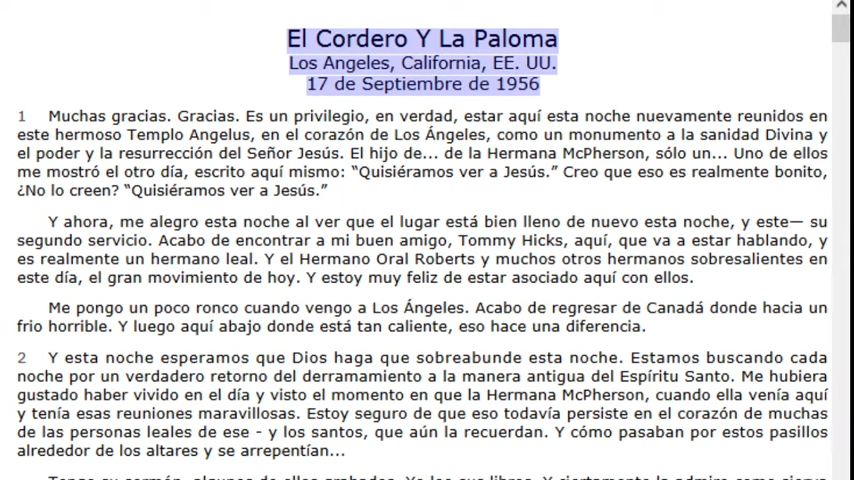 El Cordero Y La Paloma
Los Angeles, California, EE. UU.
17 de Septiembre de 1956
1 Muchas gracias. Gracias. Es un privilegio, en verdad, estar aquí esta noche nuevamente reunidos en
este hermoso Templo Angelus, en el corazón de Los Ángeles, como un monumento a la sanidad Divina y
el poder y la resurrección del Señor Jesús. El hijo de... de la Hermana McPherson, sólo un... Uno de ellos
me mostró el otro día, escrito aquí mismo: “Quisiéramos ver a Jesús.” Creo que eso es realmente bonito,
¿No lo creen? “Quisiéramos ver a Jesús.”
Y ahora, me alegro esta noche al ver que el lugar está bien lleno de nuevo esta noche, y este— su
segundo servicio. Acabo de encontrar a mi buen amigo, Tommy Hicks, aquí, que va a estar hablando, y
es realmente un hermano leal. Y el Hermano Oral Roberts y muchos otros hermanos sobresalientes en
este día, el gran movimiento de hoy. Y estoy muy feliz de estar asociado aquí con ellos.
Me pongo un poco ronco cuando vengo a Los Ángeles. Acabo de regresar de Canadá donde hacia un
frio horrible. Y luego aquí abajo donde está tan caliente, eso hace una diferencia.
2 Y esta noche esperamos que Dios haga que sobreabunde esta noche. Estamos buscando cada
noche por un verdadero retorno del derramamiento a la manera antigua del Espíritu Santo. Me hubiera
gustado haber vivido en el día y visto el momento en que la Hermana McPherson, cuando ella venía aquí
y tenía esas reuniones maravillosas. Estoy seguro de que eso todavía persiste en el corazón de muchas
de las personas leales de ese - y los santos, que aún la recuerdan. Y cómo pasaban por estos pasillos
alrededor de los altares y se arrepentían...